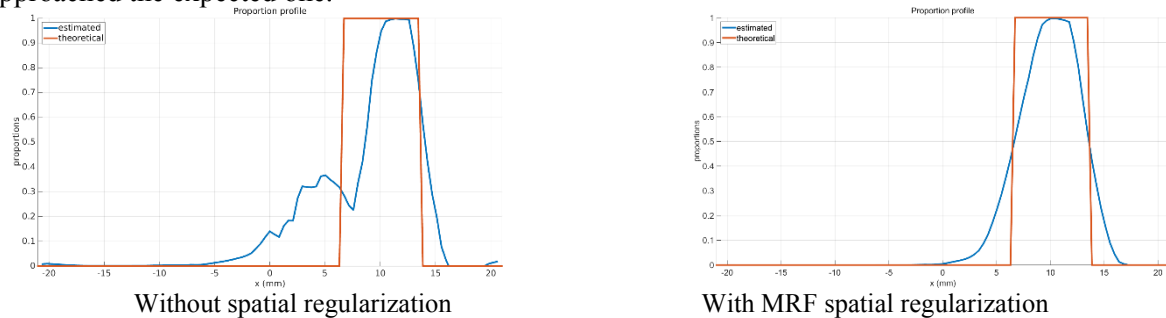 approached the expected one.
Proportion profile
estimated
theoretical
1
0.9
0.8
0.7
0.6
0.5
0.4
0.3
0.2
0.1
0
proportions
-20 -15 -10 -5 0 5 10 15 20
x (mm)
Without spatial regularization
Proportion profile
estimated
theoretical
1
0.9
0.8
0.7
0.6
0.5
0.4
0.3
0.2
0.1
0
proportions
-20 -15 -10 -5 0 5 10 15 20
x (mm)
With MRF spatial regularization